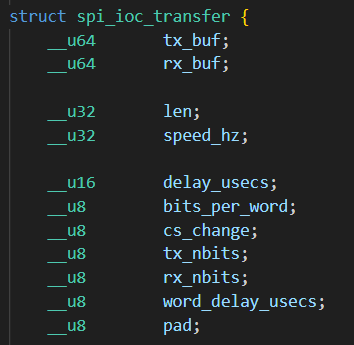 struct spi_ioc_transfer {
__u64 tx_buf;
__u64 rx_buf;
__u32 len;
__u32 speed_hz;
__u16 delay_usecs;
__u8 bits_per_word;
__u8 cs_change;
__u8 tx_nbits;
__u8 rx_nbits;
__u8 word_delay_usecs;
__u8 pad;